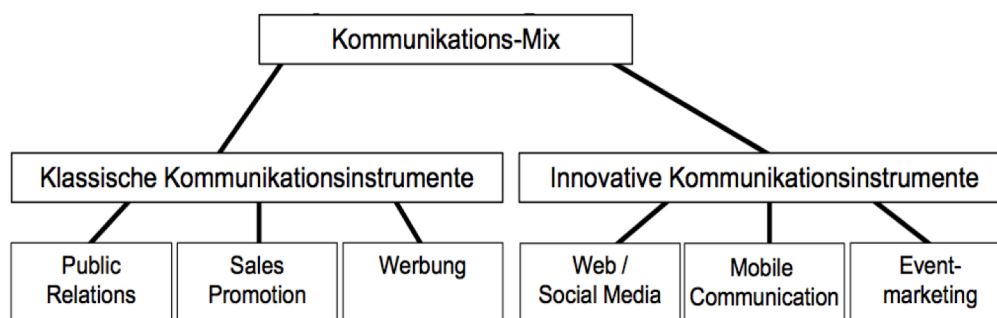 Kommunikations-Mix
Klassische Kommunikationsinstrumente
Innovative Kommunikationsinstrumente
Public
Relations
Sales
Promotion
Werbung
Web /
Social Media
Mobile
Communication
Event-
marketing